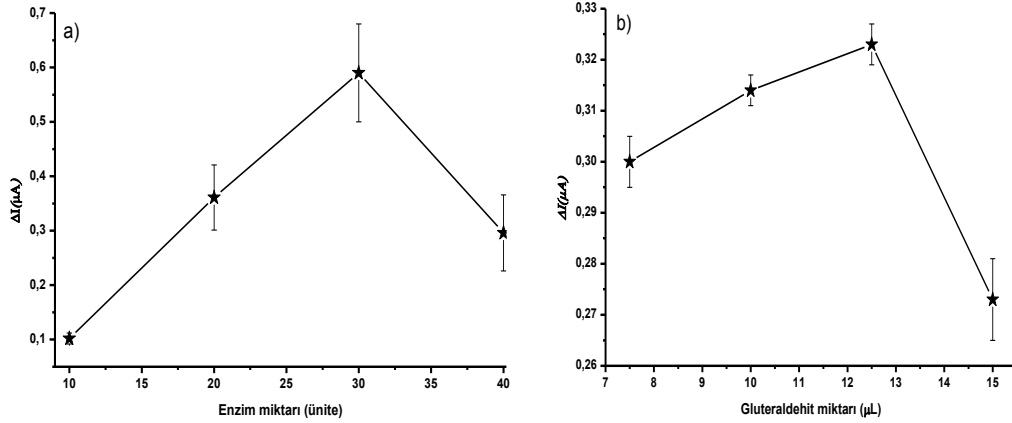 a)
0,7
0,6
0,5
0,4
0,3
0,2
0,1
ΔI(μA)
10 15 20 25 30 35 40
Enzim miktarı (ünite)
b)
0,33
0,32
0,31
0,30
0,29
0,28
0,27
0,26
ΔI(μA)
7 8 9 10 11 12 13 14 15
Gluteraldehit miktarı (μL)